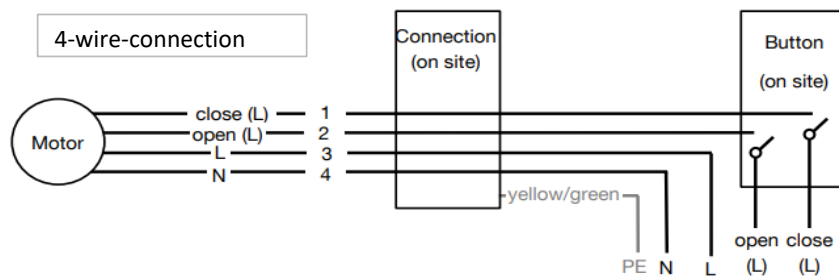 4-wire-connection
Connection
(on site)
Button
(on site)
Motor
close (L) 1
open (L) 2
L 3
N 4
yellow/green
PE N L
open close
(L) (L)